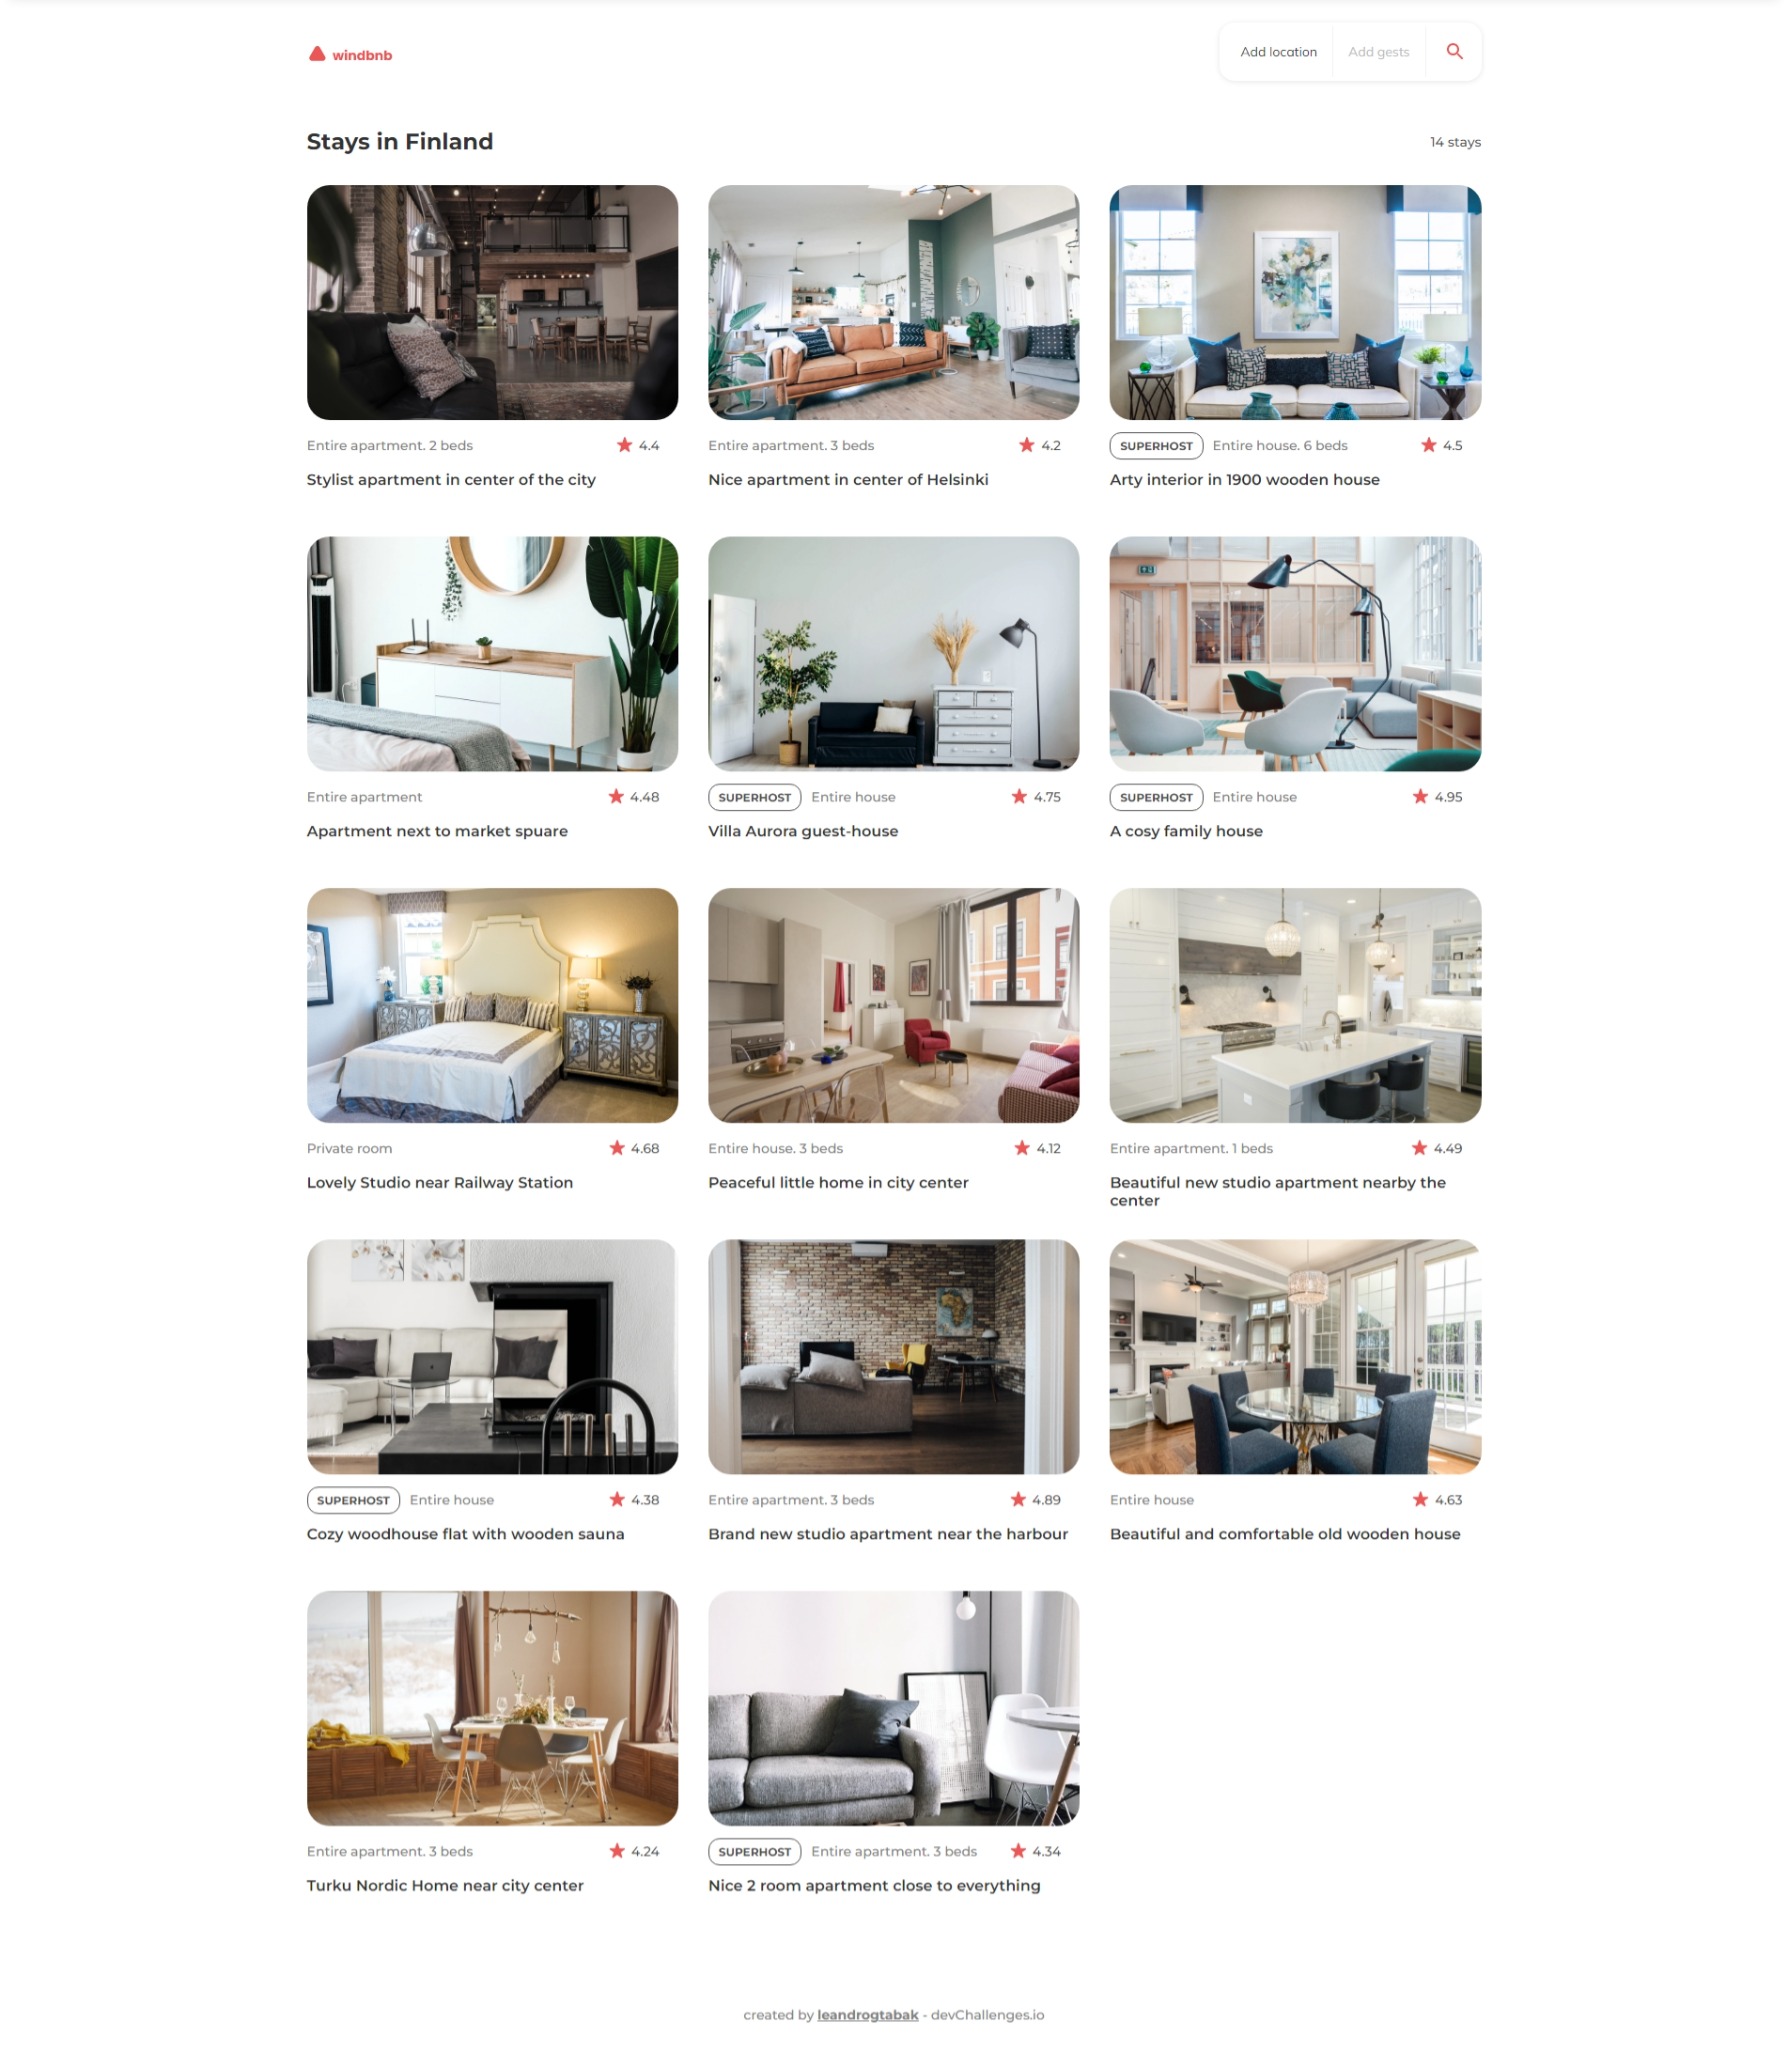 windbnb
Add location
Add gests
Stays in Finland
14 stays
Entire apartment. 2 beds
4.4
Stylist apartment in center of the city
Entire apartment. 3 beds
4.2
Nice apartment in center of Helsinki
SUPERHOST
Entire house. 6 beds
4.5
Arty interior in 1900 wooden house
Entire apartment
4.48
Apartment next to market spuare
SUPERHOST
Entire house
4.75
Villa Aurora guest-house
SUPERHOST
Entire house
4.95
A cosy family house
Private room
4.68
Lovely Studio near Railway Station
Entire house. 3 beds
4.12
Peaceful little home in city center
Entire apartment. 1 beds
4.49
Beautiful new studio apartment nearby the
center
SUPERHOST
Entire house
4.38
Cozy woodhouse flat with wooden sauna
Entire apartment. 3 beds
4.89
Brand new studio apartment near the harbour
Entire house
4.63
Beautiful and comfortable old wooden house
Entire apartment. 3 beds
4.24
Turku Nordic Home near city center
SUPERHOST
Entire apartment. 3 beds
4.34
Nice 2 room apartment close to everything
created by leandrogtabak - devChallenges.io